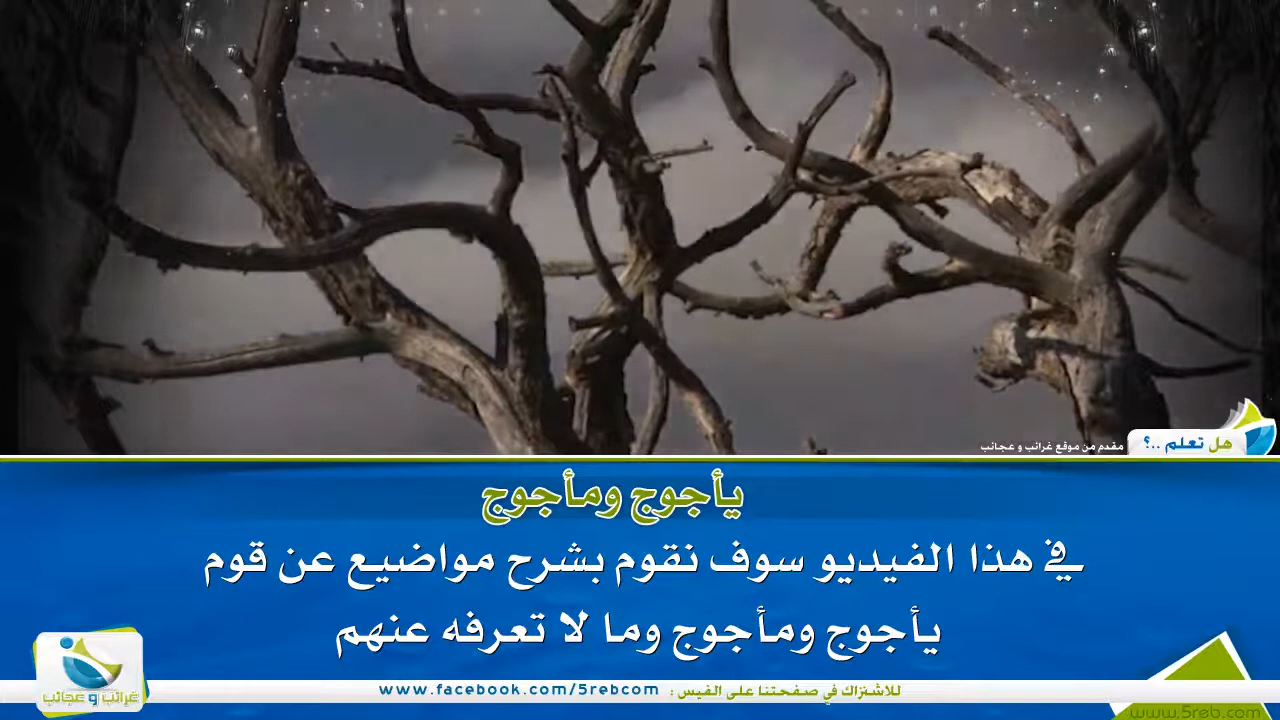 هل تعلم ..؟
مقدم من موقع غرائب و عجائب
يأجوج ومأجوج
في هذا الفيديو سوف نقوم بشرح مواضيع عن قوم
يأجوج ومأجوج وما لا تعرفه عنهم
غرائب و عجائب
للاشتراك في صفحتنا على الفيس : www.facebook.com/5rebcom
www.5reb.com